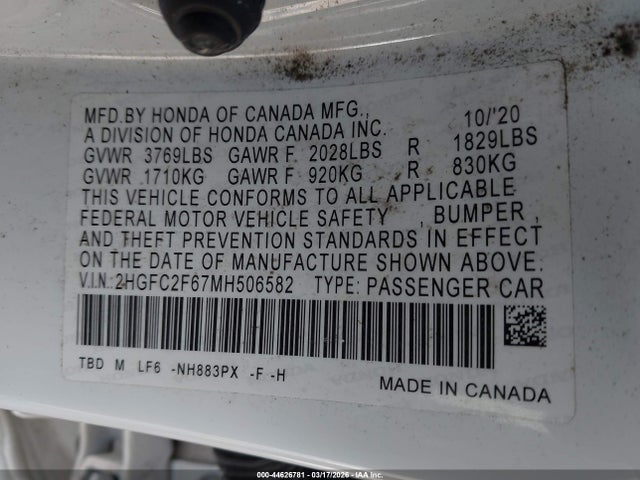 MFD.BY HONDA OF CANADA MFG., 10/'20
A DIVISION OF HONDA CANADA INC.
GVWR 3769LBS GAWR F 2028LBS R 1829LBS
GVWR 1710KG GAWR F 920KG R 830KG
THIS VEHICLE CONFORMS TO ALL APPLICABLE
FEDERAL MOTOR VEHICLE SAFETY , BUMPER ,
AND THEFT PREVENTION STANDARDS IN EFFECT
ON THE DATE OF MANUFACTURE SHOWN ABOVE.
V.I.N.:2HGFC2F67MH506582 TYPE: PASSENGER CAR
TBD M LF6 -NH883PX -F -H
MADE IN CANADA
000-44626781 - 03/17/2026 - IAA Inc.